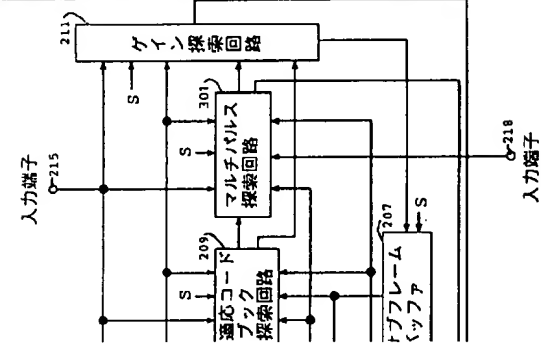 211
ゲイン探索回路
S
301
マルチパルス
探索回路
S
入力端子
215
218
入力端子
209
適応コード
ブック
探索回路
S
207
サブフレーム
バッファ
S